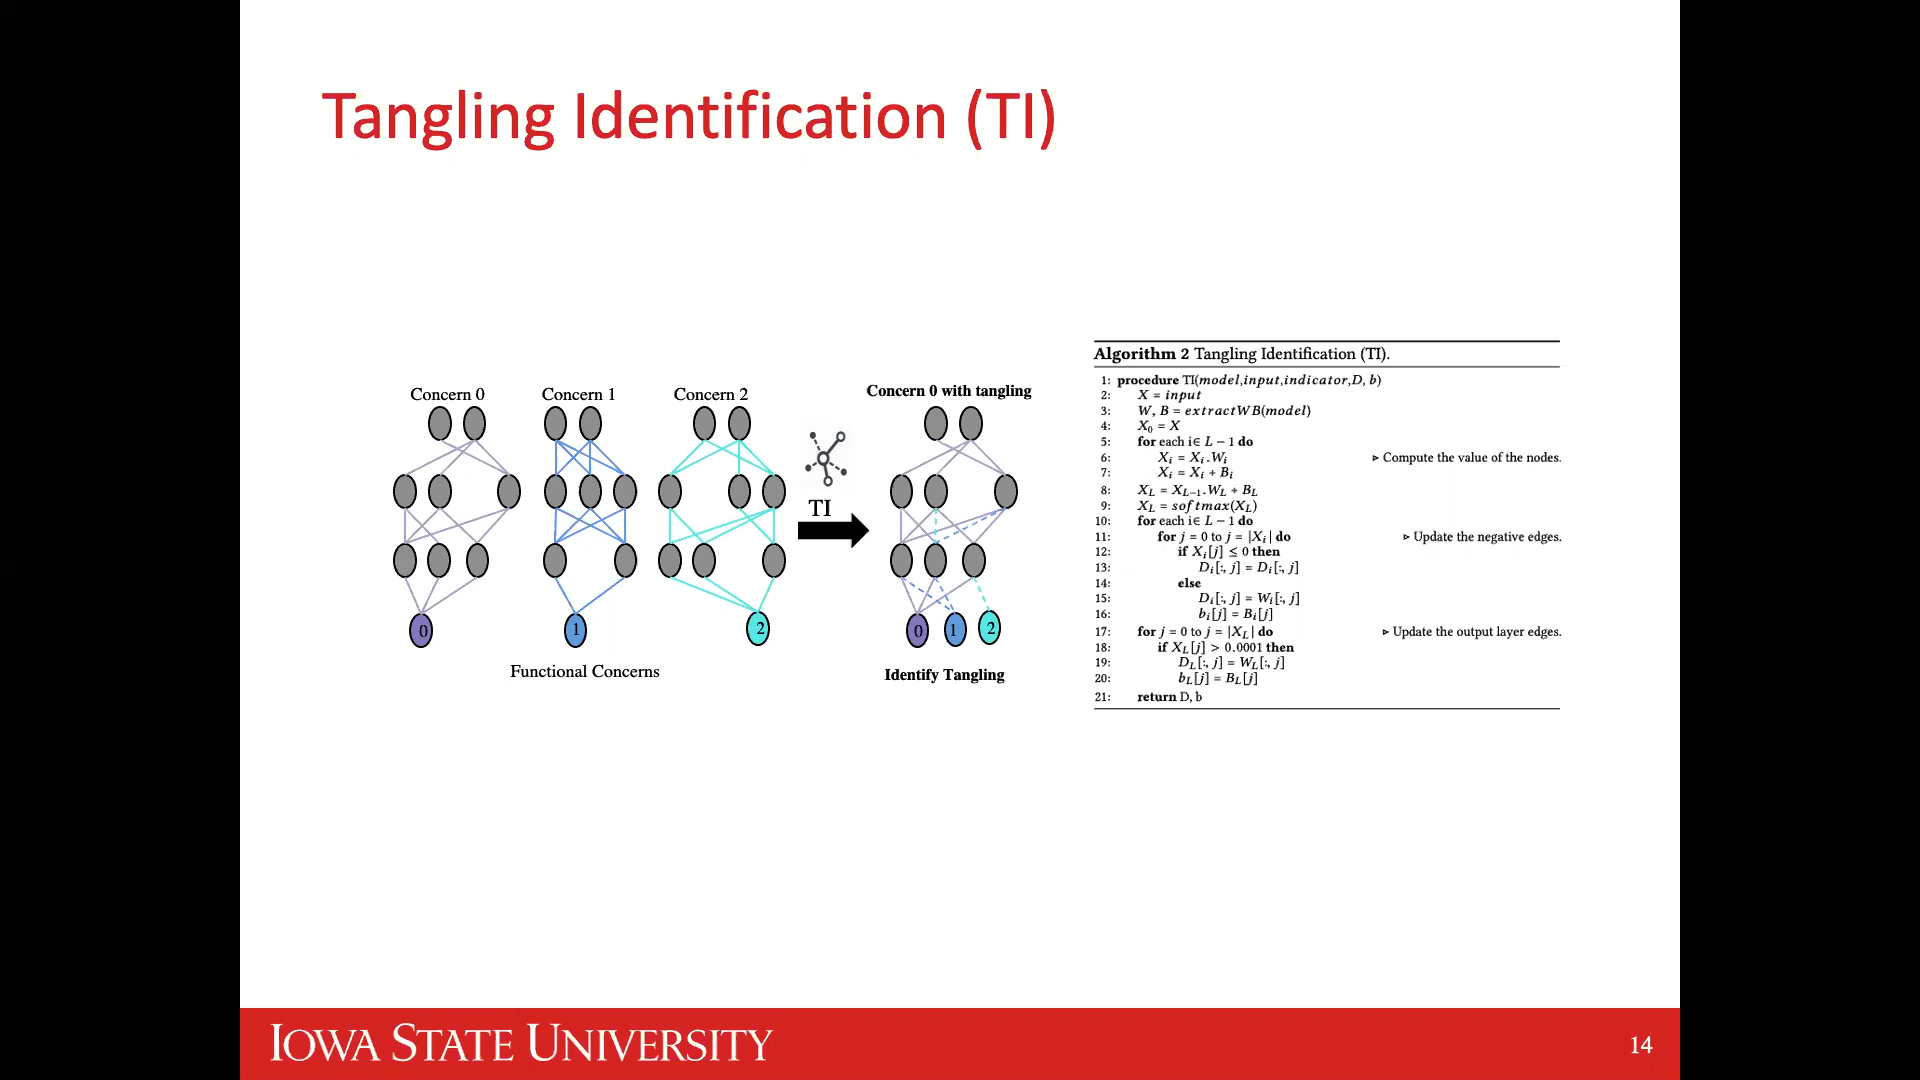 Tangling Identification (TI)
Concern 0
Concern 1
Concern 2
Concern 0 with tangling
TI
0
1
2
0
1
2
Functional Concerns
Identify Tangling
Algorithm 2 Tangling Identification (TI).
1: procedure TI(model,input,indicator,D, b)
2: X = input
3: W, B = extractWB(model)
4: X₀ = X
5: for each i∈ L − 1 do
6: Xᵢ = Xᵢ.Wᵢ ▹ Compute the value of the nodes.
7: Xᵢ = Xᵢ + Bᵢ
8: X_L = X_{L−1}.W_L + B_L
9: X_L = softmax(X_L)
10: for each i∈ L − 1 do
11: for j = 0 to j = |Xᵢ| do ▹ Update the negative edges.
12: if Xᵢ[j] ≤ 0 then
13: Dᵢ[:, j] = Dᵢ[:, j]
14: else
15: Dᵢ[:, j] = Wᵢ[:, j]
16: bᵢ[j] = Bᵢ[j]
17: for j = 0 to j = |X_L| do ▹ Update the output layer edges.
18: if X_L[j] > 0.0001 then
19: D_L[:, j] = W_L[:, j]
20: b_L[j] = B_L[j]
21: return D, b
IOWA STATE UNIVERSITY
14